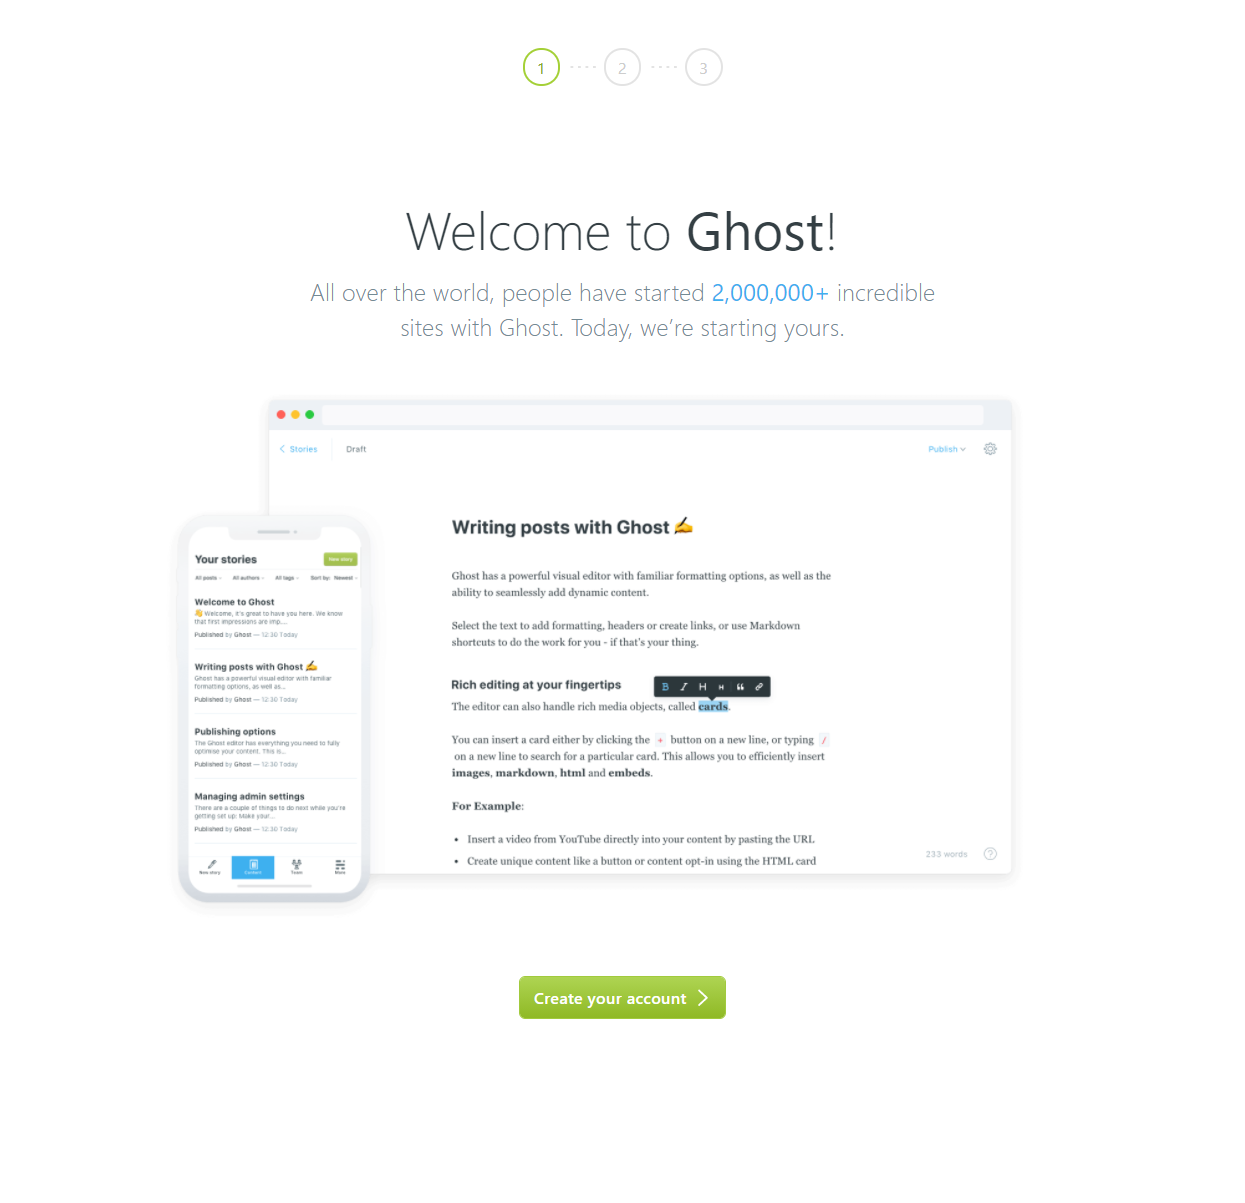 1 2 3
Welcome to Ghost!
All over the world, people have started 2,000,000+ incredible
sites with Ghost. Today, we’re starting yours.
Stories
Draft
Publish
Writing posts with Ghost ✍️
Ghost has a powerful visual editor with familiar formatting options, as well as the
ability to seamlessly add dynamic content.
Select the text to add formatting, headers or create links, or use Markdown
shortcuts to do the work for you - if that's your thing.
Rich editing at your fingertips
B I H H
The editor can also handle rich media objects, called cards.
You can insert a card either by clicking the + button on a new line, or typing /
on a new line to search for a particular card. This allows you to efficiently insert
images, markdown, html and embeds.
For Example:
• Insert a video from YouTube directly into your content by pasting the URL
• Create unique content like a button or content opt-in using the HTML card
233 words
?
Your stories
New story
All posts All authors All tags Sort by: Newest
Welcome to Ghost
👋 Welcome, it's great to have you here. We know
that first impressions are imp....
Published by Ghost — 12:30 Today
Writing posts with Ghost ✍️
Ghost has a powerful visual editor with familiar
formatting options, as well as...
Published by Ghost — 12:30 Today
Publishing options
The Ghost editor has everything you need to fully
optimise your content. This is...
Published by Ghost — 12:30 Today
Managing admin settings
There are a couple of things to do next while you're
getting set up: Make your...
Published by Ghost — 12:30 Today
New story Content Team More
Create your account